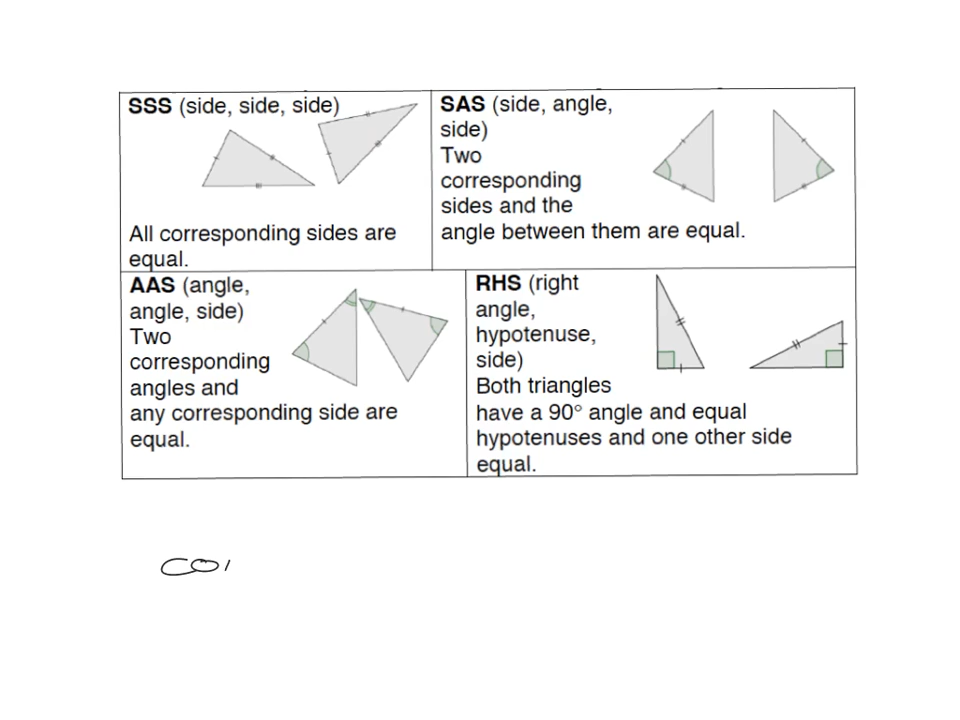 SSS (side, side, side)
All corresponding sides are
equal.
SAS (side, angle,
side)
Two
corresponding
sides and the
angle between them are equal.
AAS (angle,
angle, side)
Two
corresponding
angles and
any corresponding side are
equal.
RHS (right
angle,
hypotenuse,
side)
Both triangles
have a 90° angle and equal
hypotenuses and one other side
equal.